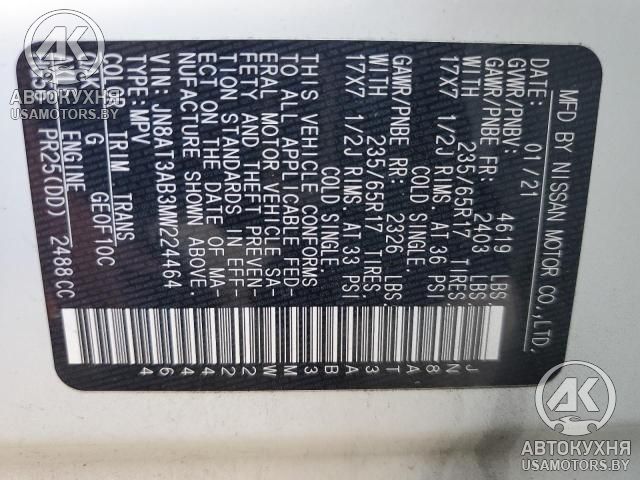 MFD BY NISSAN MOTOR CO.,LTD.
DATE: 01/21
GVWR/PNBV: 4619 LBS
GAWR/PNBE FR: 2403 LBS
WITH 235/65R17 TIRES
17X7 1/2J RIMS AT 36 PSI
COLD SINGLE.
GAWR/PNBE RR: 2326 LBS
WITH 235/65R17 TIRES
17X7 1/2J RIMS AT 33 PSI
COLD SINGLE.
THIS VEHICLE CONFORMS
TO ALL APPLICABLE FED-
ERAL MOTOR VEHICLE SA-
FETY AND THEFT PREVEN-
TION STANDARDS IN EFF-
ECT ON THE DATE OF MA-
NUFACTURE SHOWN ABOVE.
VIN: JN8AT3AB3MW224464
TYPE: MPV
TRIM TRANS
G GE0F10C
ENGINE
PR25(DD) 2488CC
JN8AT3AB3MW224464
АК
АВТОКУХНЯ
USAMOTORS.BY
АК
АВТОКУХНЯ
USAMOTORS.BY